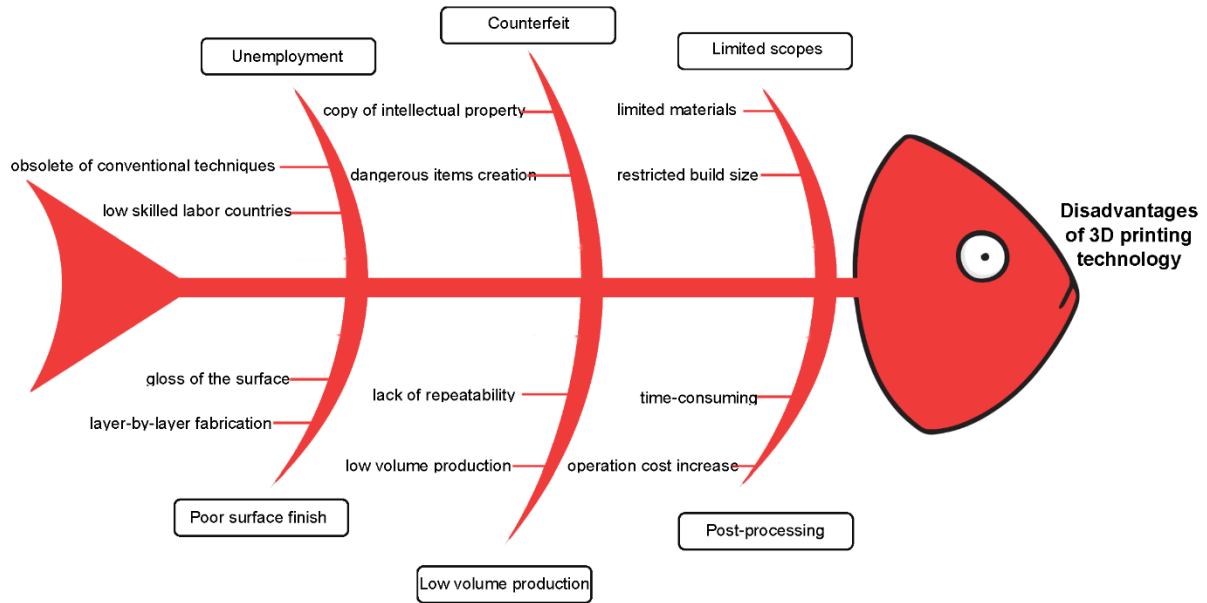 Counterfeit
Unemployment
Limited scopes
copy of intellectual property
limited materials
obsolete of conventional techniques
dangerous items creation
restricted build size
low skilled labor countries
Disadvantages
of 3D printing
technology
gloss of the surface
lack of repeatability
time-consuming
layer-by-layer fabrication
low volume production
operation cost increase
Poor surface finish
Post-processing
Low volume production